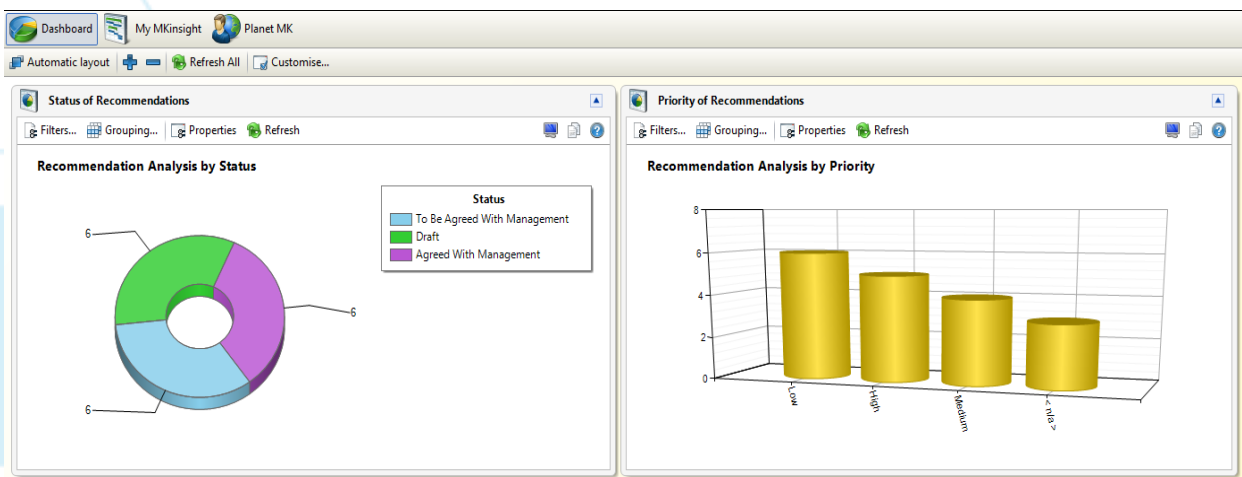 Dashboard My MKinsight Planet MK
Automatic layout Refresh All Customise...
Status of Recommendations
Filters... Grouping... Properties Refresh
Recommendation Analysis by Status
Status
To Be Agreed With Management
Draft
Agreed With Management
6
6
6
Priority of Recommendations
Filters... Grouping... Properties Refresh
Recommendation Analysis by Priority
8
6
4
2
0
Low
High
Medium
< n/a >